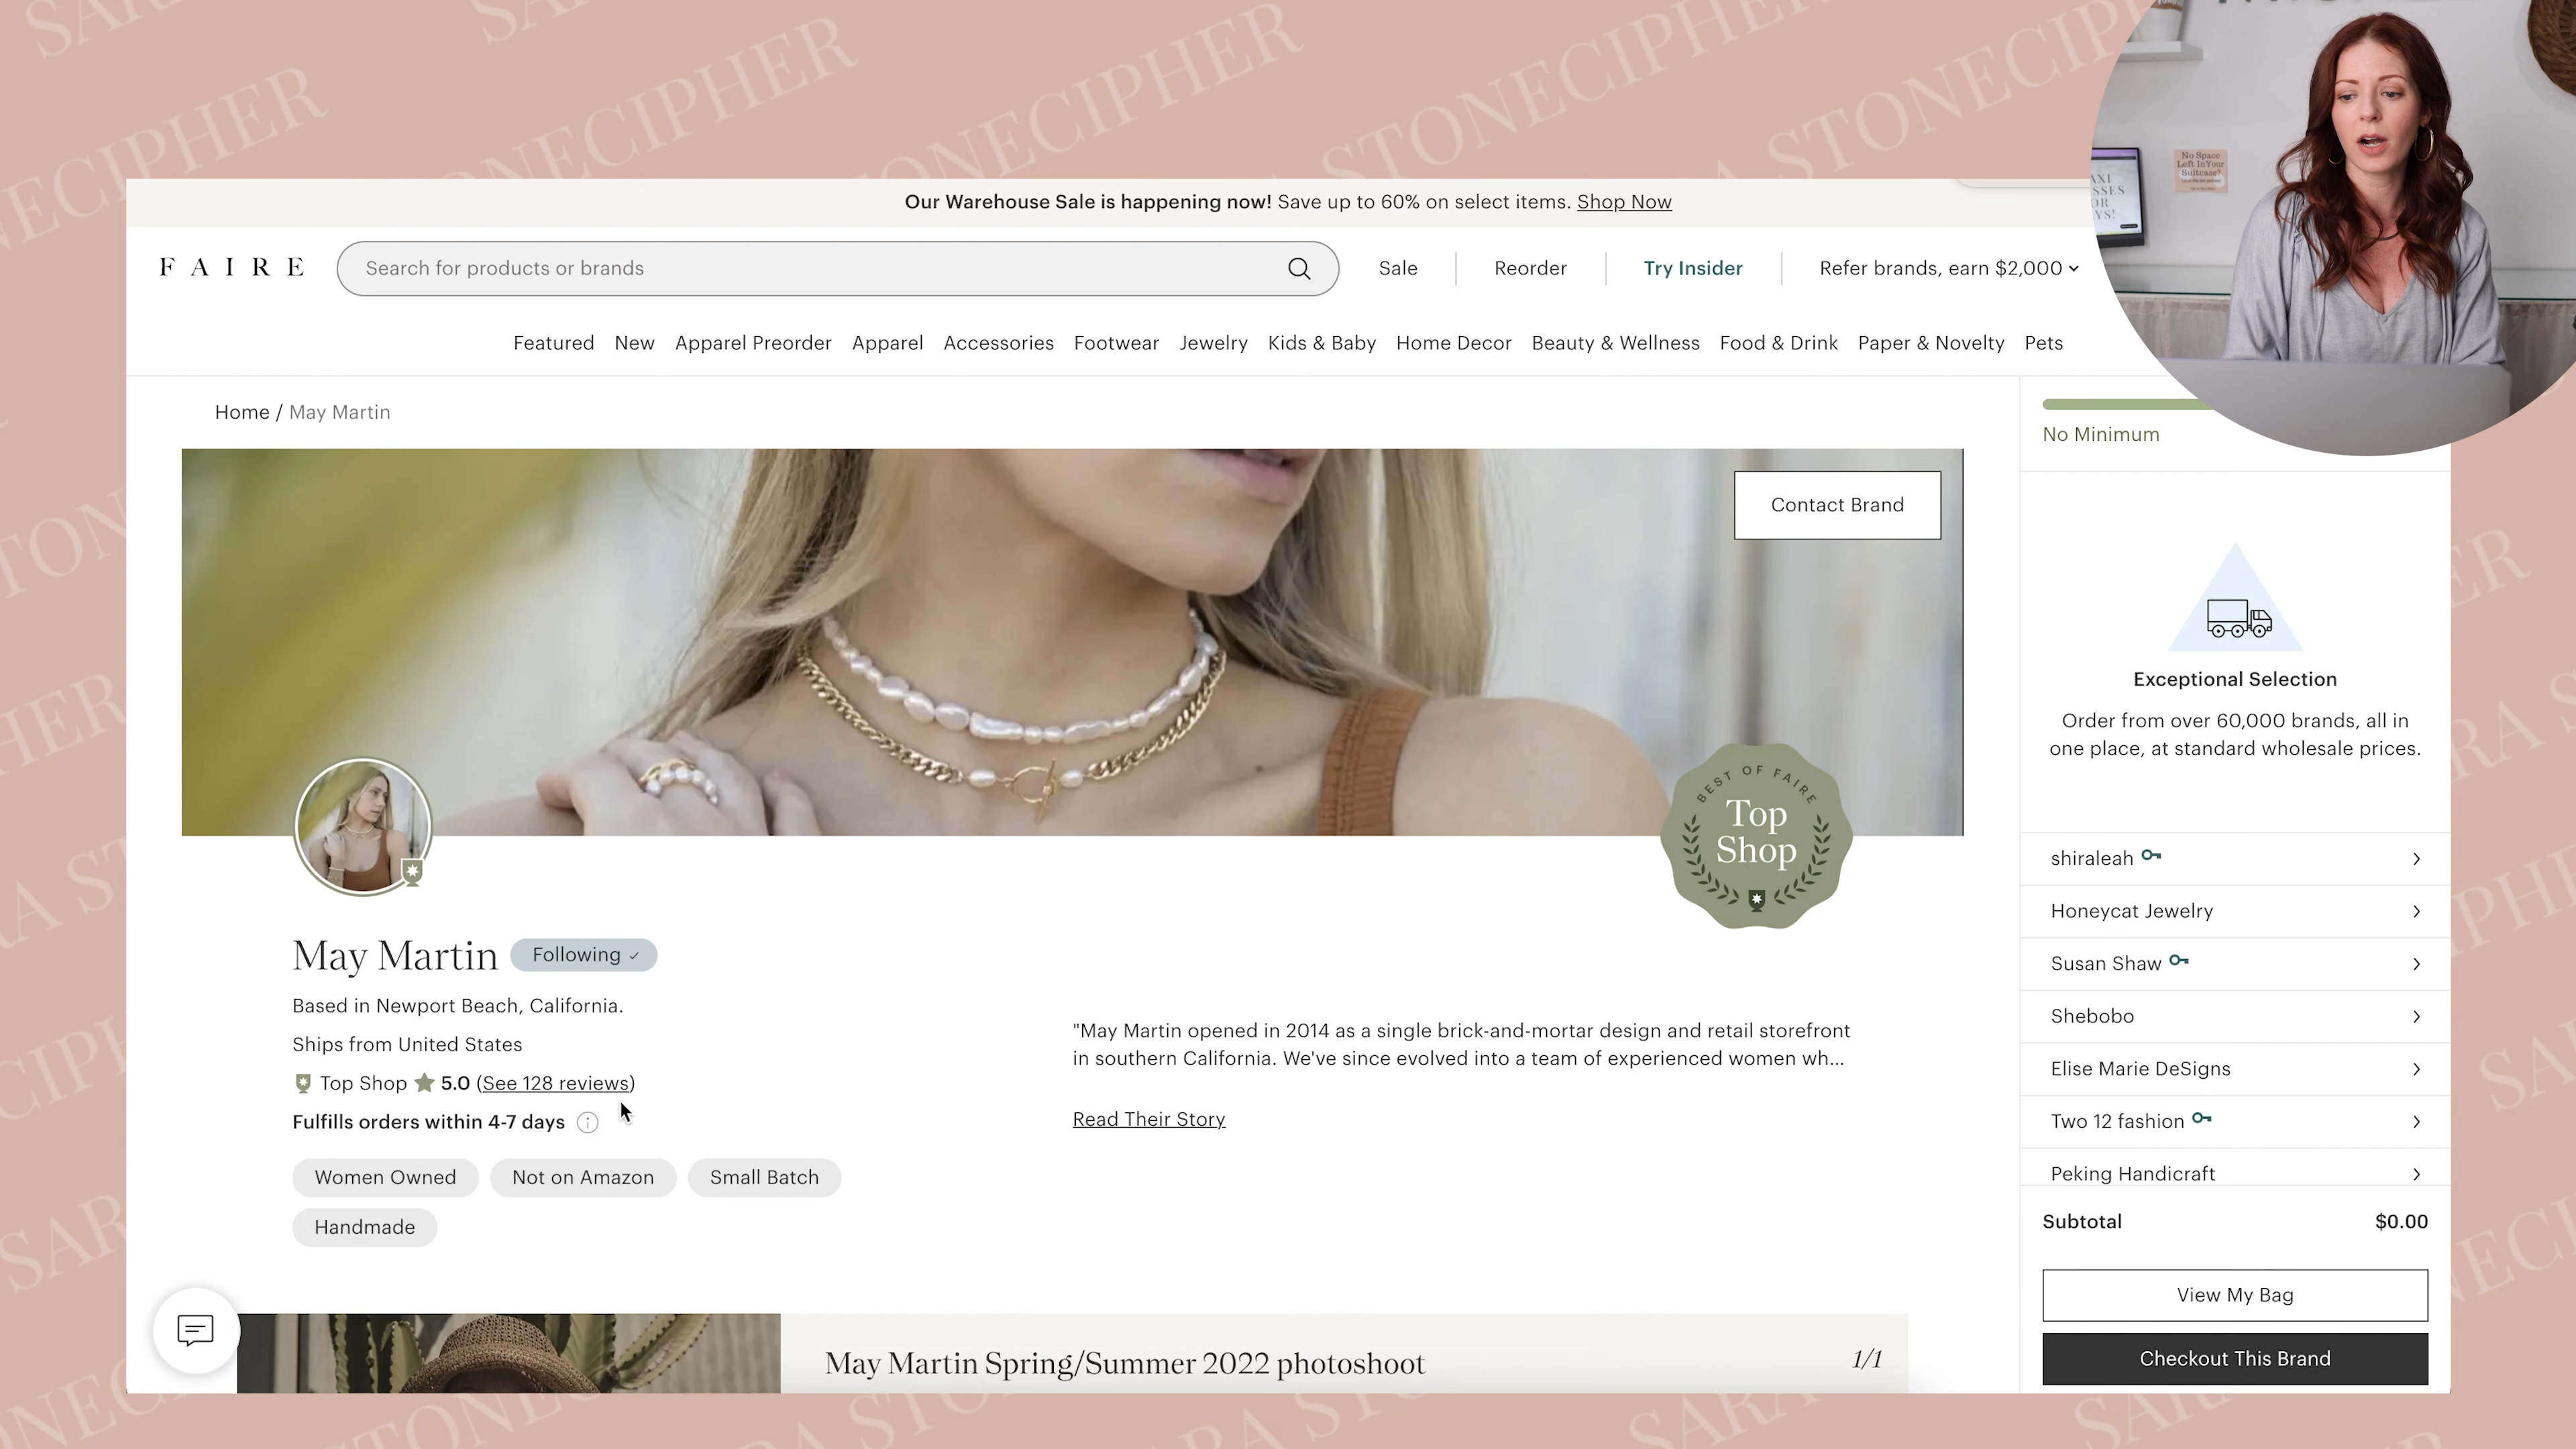 SARA STONECIPHER
Our Warehouse Sale is happening now! Save up to 60% on select items. Shop Now
FAIRE
Search for products or brands
Sale
Reorder
Try Insider
Refer brands, earn $2,000
Featured New Apparel Preorder Apparel Accessories Footwear Jewelry Kids & Baby Home Decor Beauty & Wellness Food & Drink Paper & Novelty Pets
Home / May Martin
Contact Brand
BEST OF FAIRE
Top
Shop
May Martin
Following
Based in Newport Beach, California.
Ships from United States
Top Shop 5.0 (See 128 reviews)
Fulfills orders within 4-7 days
Women Owned
Not on Amazon
Small Batch
Handmade
"May Martin opened in 2014 as a single brick-and-mortar design and retail storefront
in southern California. We've since evolved into a team of experienced women wh...
Read Their Story
May Martin Spring/Summer 2022 photoshoot
1/1
No Minimum
Exceptional Selection
Order from over 60,000 brands, all in
one place, at standard wholesale prices.
shiraleah
Honeycat Jewelry
Susan Shaw
Shebobo
Elise Marie DeSigns
Two 12 fashion
Peking Handicraft
Subtotal $0.00
View My Bag
Checkout This Brand
No Space
Left In Your
Suitcase?